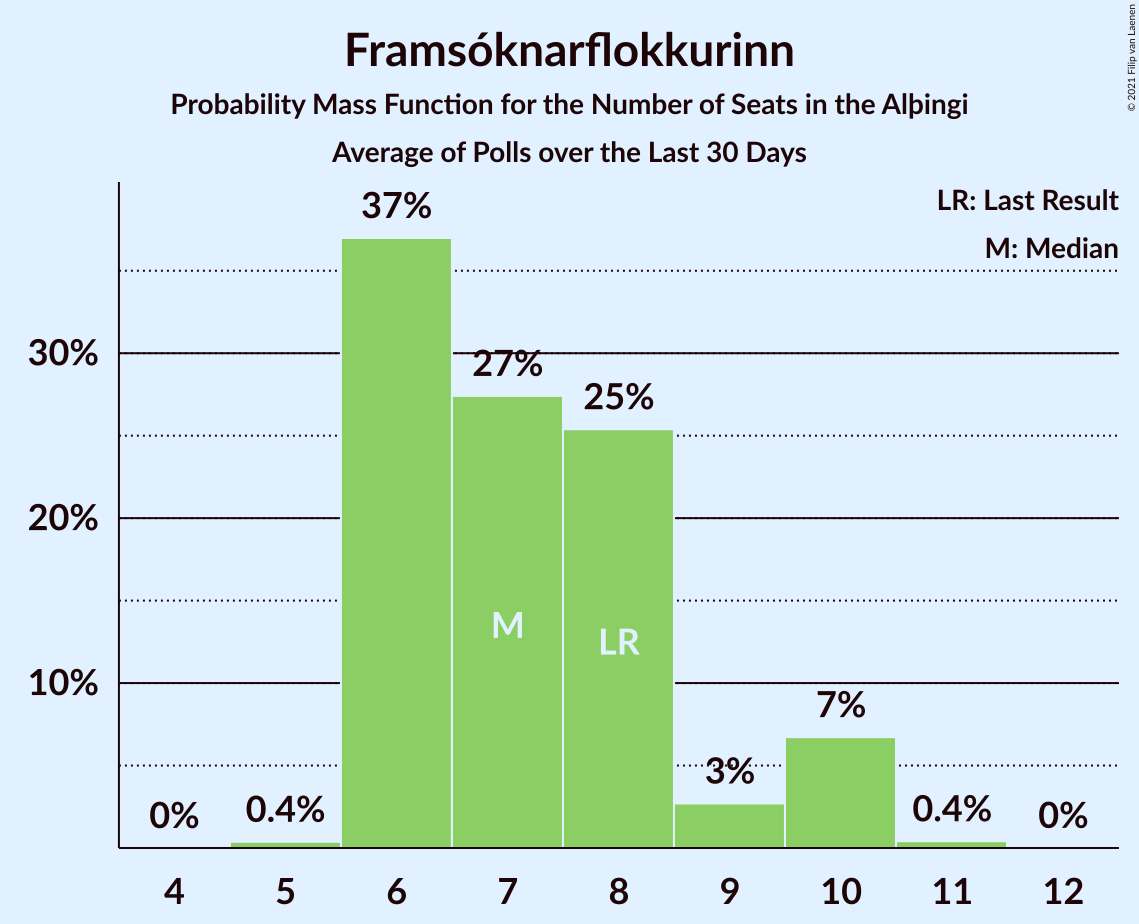 Framsóknarflokkurinn
Probability Mass Function for the Number of Seats in the Alþingi
Average of Polls over the Last 30 Days
© 2021 Filip van Laenen
LR: Last Result
M: Median
37%
30%
27%
25%
20%
M
LR
10%
7%
3%
0%
0.4%
0.4%
0%
4 5 6 7 8 9 10 11 12